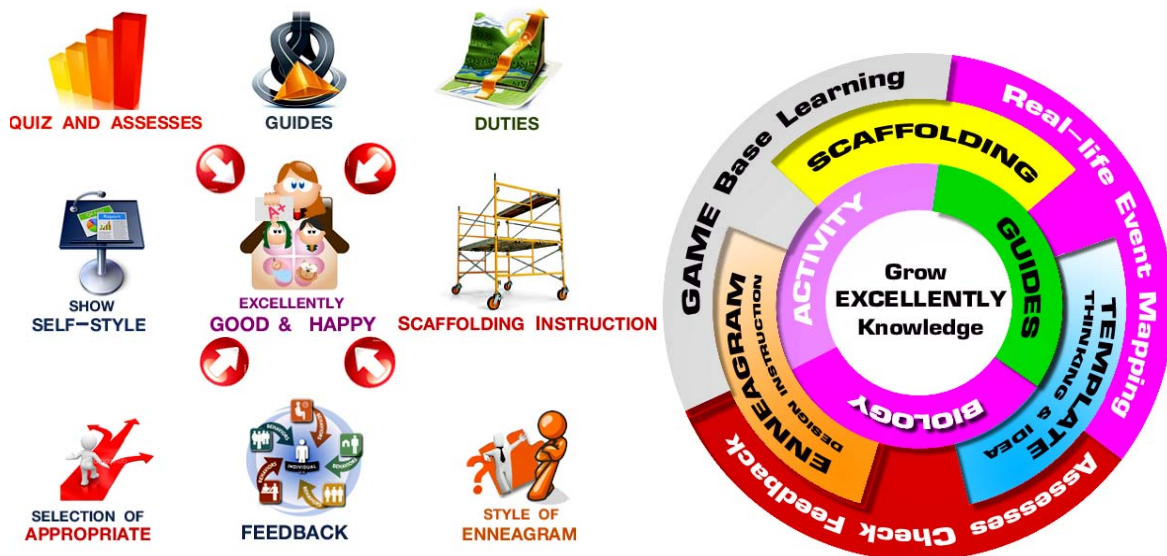 QUIZ AND ASSESSES
GUIDES
DUTIES
SHOW
SELF-STYLE
A+
EXCELLENTLY
GOOD & HAPPY
SCAFFOLDING INSTRUCTION
SELECTION OF
APPROPRIATE
INDIVIDUAL
FEEDBACK
STYLE OF
ENNEAGRAM
GAME Base Learning
Real-life Event Mapping
Assesses Check Feedback
SCAFFOLDING
TEMPLATE
THINKING & IDEA
ENNEAGRAM
DESIGN INSTRUCTION
ACTIVITY
GUIDES
BIOLOGY
Grow
EXCELLENTLY
Knowledge